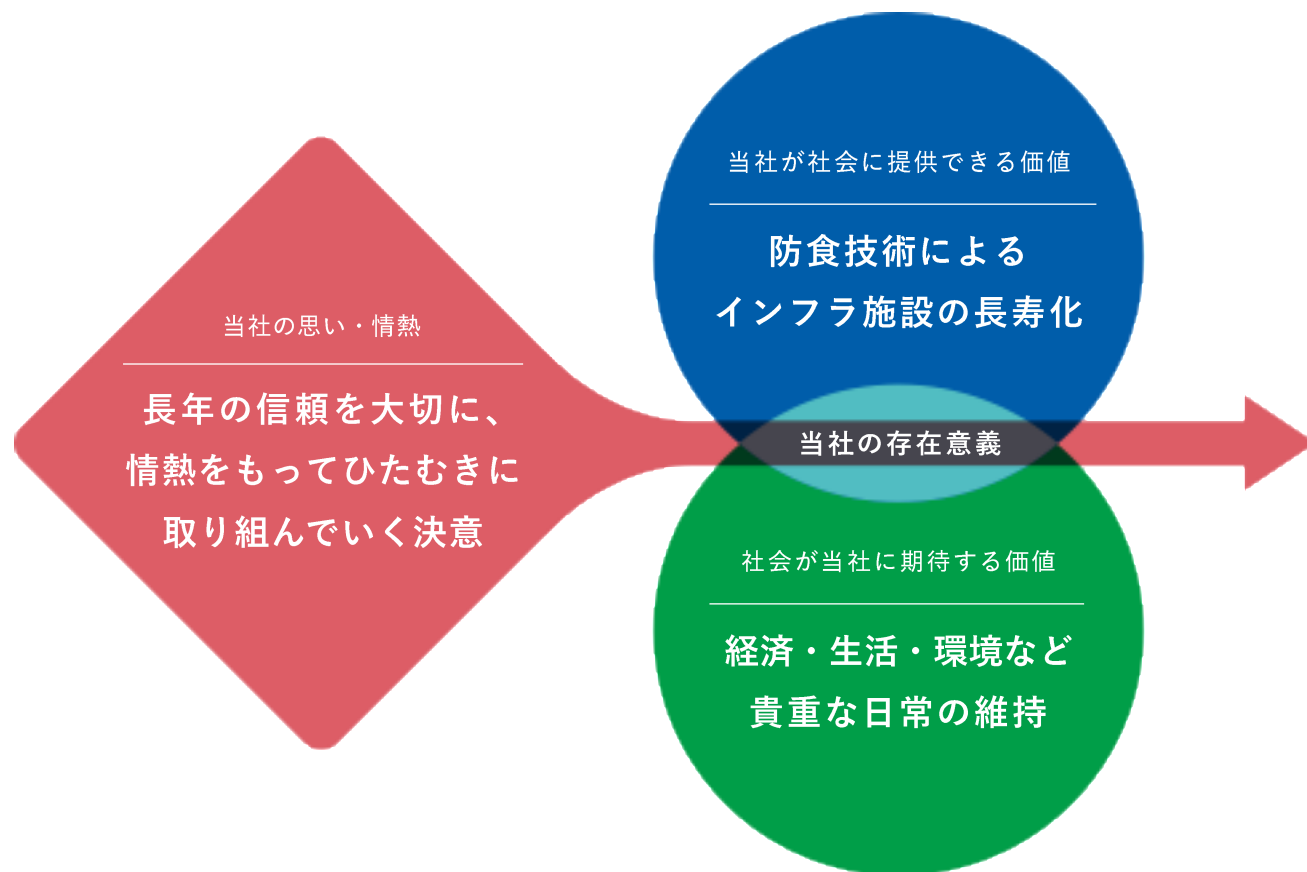 当社の思い・情熱
長年の信頼を大切に、
情熱をもってひたむきに
取り組んでいく決意
当社が社会に提供できる価値
防食技術による
インフラ施設の長寿化
当社の存在意義
社会が当社に期待する価値
経済・生活・環境など
貴重な日常の維持